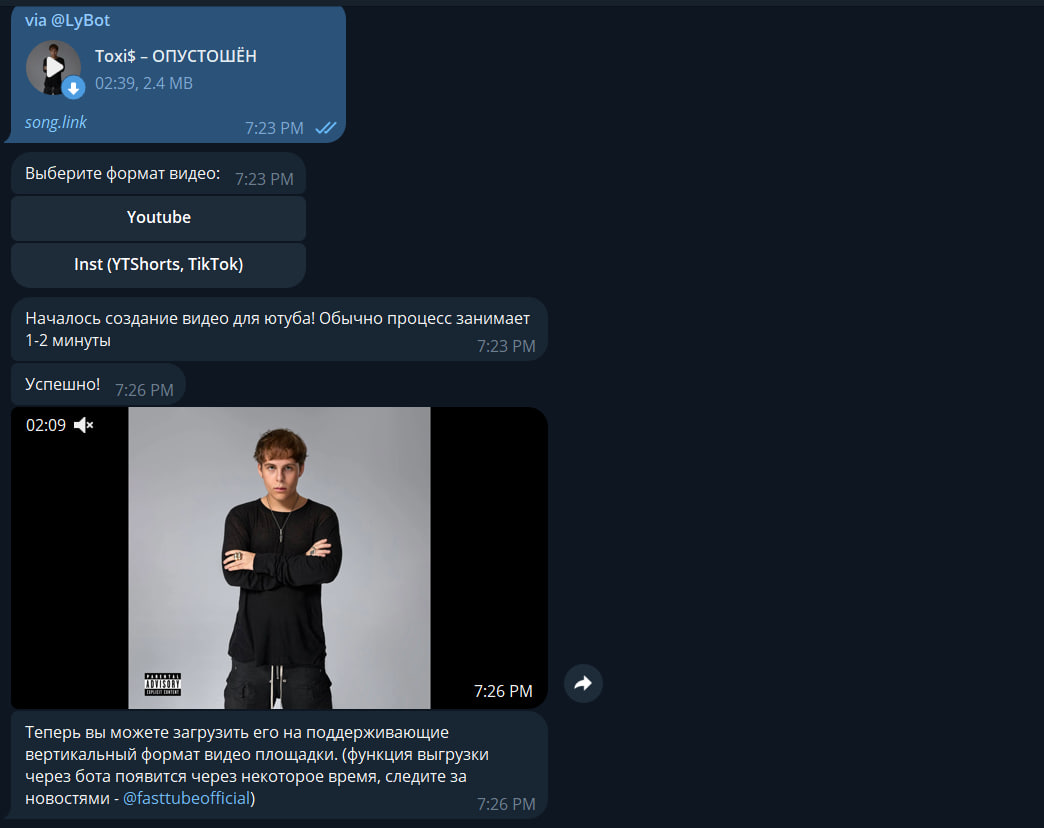 via @LyBot
Toxi$ – ОПУСТОШЁН
02:39, 2.4 MB
song.link
7:23 PM
Выберите формат видео:
7:23 PM
Youtube
Inst (YTShorts, TikTok)
Началось создание видео для ютуба! Обычно процесс занимает
1-2 минуты
7:23 PM
Успешно!
7:26 PM
02:09
PARENTAL
ADVISORY
EXPLICIT CONTENT
7:26 PM
Теперь вы можете загрузить его на поддерживающие
вертикальный формат видео площадки. (функция выгрузки
через бота появится через некоторое время, следите за
новостями - @fasttubeofficial)
7:26 PM